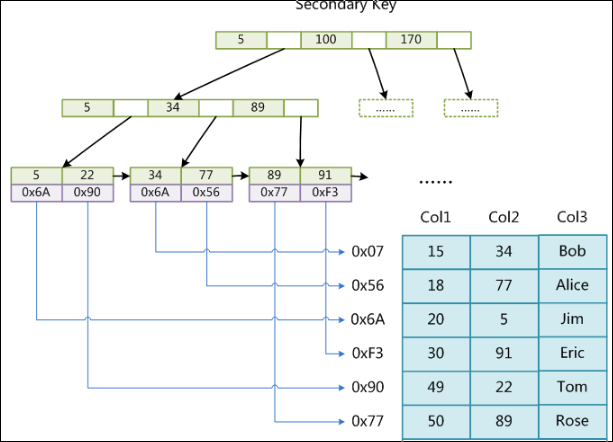 Secondary Key
5 100 170
5 34 89
...... ......
5 22 34 77 89 91
0x6A 0x90 0x6A 0x56 0x77 0xF3
......
Col1 Col2 Col3
0x07 15 34 Bob
0x56 18 77 Alice
0x6A 20 5 Jim
0xF3 30 91 Eric
0x90 49 22 Tom
0x77 50 89 Rose